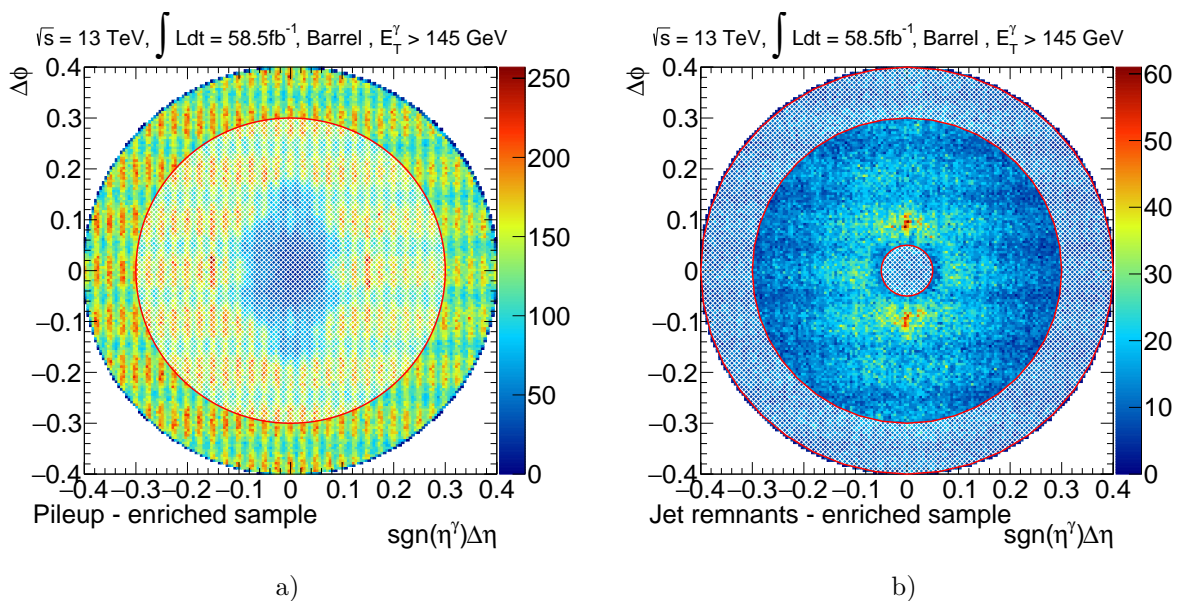 √s = 13 TeV, ∫ Ldt = 58.5fb⁻¹, Barrel , E_T^γ > 145 GeV
Δϕ
0.4
0.3
0.2
0.1
0
−0.1
−0.2
−0.3
−0.4
−0.4 −0.3 −0.2 −0.1 0 0.1 0.2 0.3 0.4
250
200
150
100
50
0
Pileup - enriched sample
sgn(η^γ)Δη
a)
√s = 13 TeV, ∫ Ldt = 58.5fb⁻¹, Barrel , E_T^γ > 145 GeV
Δϕ
0.4
0.3
0.2
0.1
0
−0.1
−0.2
−0.3
−0.4
−0.4 −0.3 −0.2 −0.1 0 0.1 0.2 0.3 0.4
60
50
40
30
20
10
0
Jet remnants - enriched sample
sgn(η^γ)Δη
b)